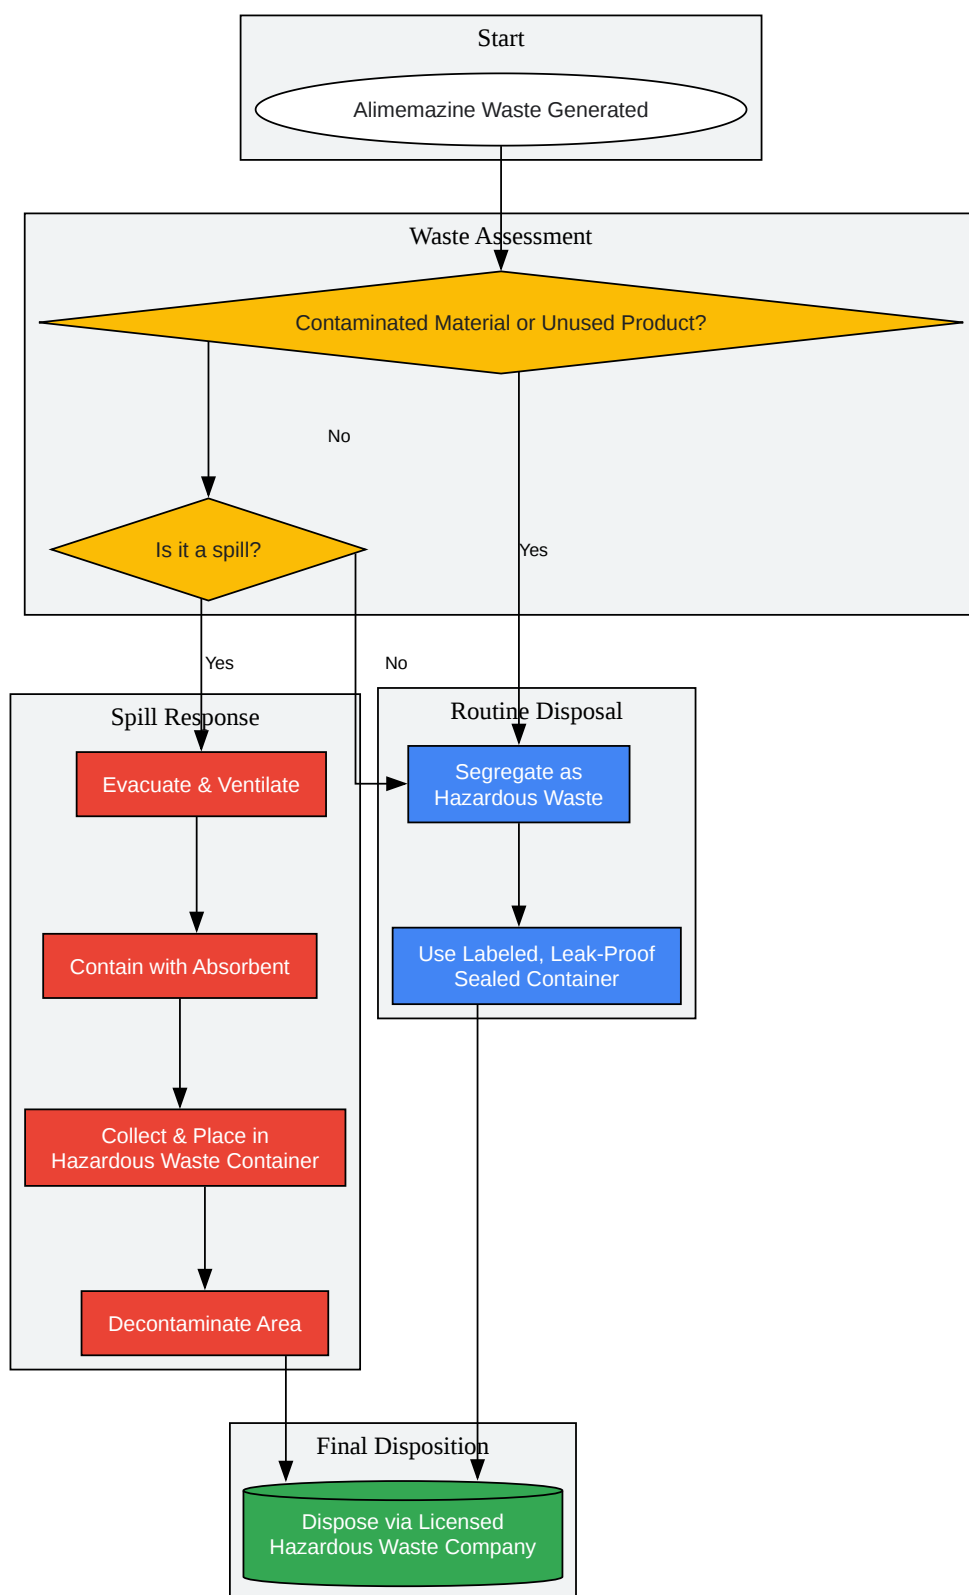 Start
Alimemazine Waste Generated
Waste Assessment
Contaminated Material or Unused Product?
No
Is it a spill?
Yes
Yes
No
Spill Response
Routine Disposal
Evacuate & Ventilate
Segregate as
Hazardous Waste
Contain with Absorbent
Use Labeled, Leak-Proof
Sealed Container
Collect & Place in
Hazardous Waste Container
Decontaminate Area
Final Disposition
Dispose via Licensed
Hazardous Waste Company